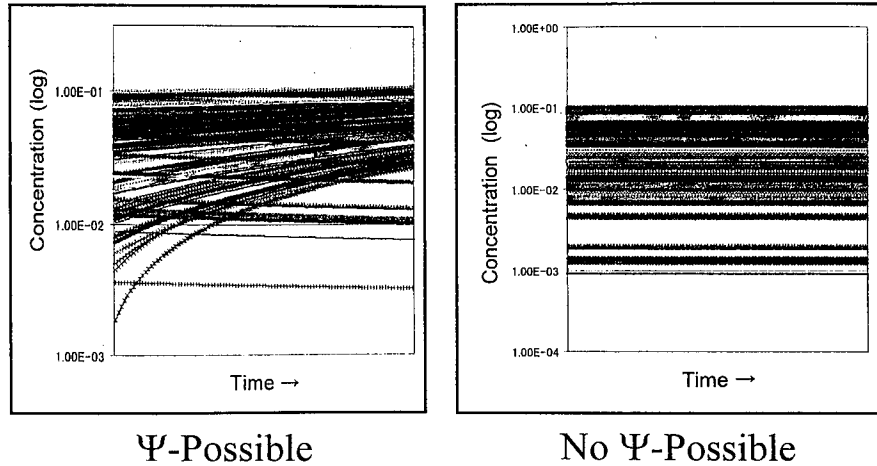 Concentration (log)
1.00E-01
1.00E-02
1.00E-03
Time →
Ψ-Possible
Concentration (log)
1.00E+00
1.00E-01
1.00E-02
1.00E-03
1.00E-04
Time →
No Ψ-Possible